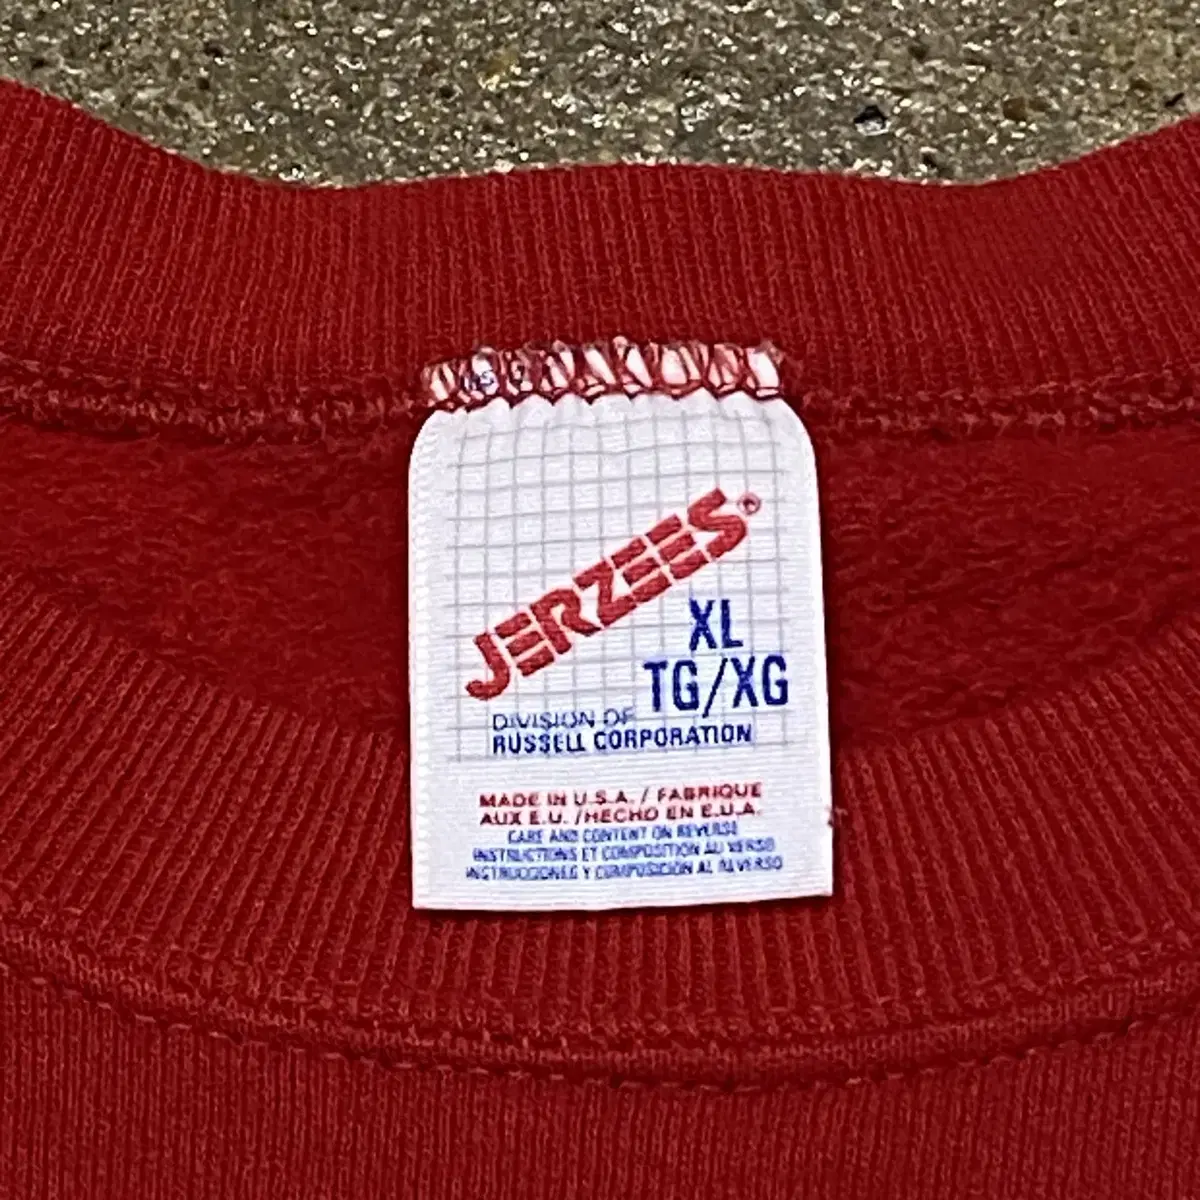 JERZEES®
XL
TG/XG
DIVISION OF
RUSSELL CORPORATION
MADE IN U.S.A. / FABRIQUE
AUX E.U. /HECHO EN E.U.A.
CARE AND CONTENT ON REVERSE
INSTRUCTIONS ET COMPOSITION AU VERSO
INSTRUCCIONES Y COMPOSICION AL REVERSO